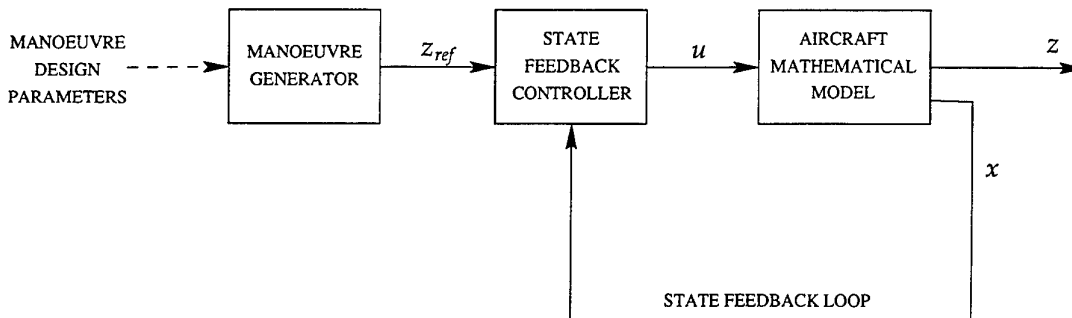 MANOEUVRE
DESIGN
PARAMETERS
MANOEUVRE
GENERATOR
z_ref
STATE
FEEDBACK
CONTROLLER
u
AIRCRAFT
MATHEMATICAL
MODEL
z
x
STATE FEEDBACK LOOP